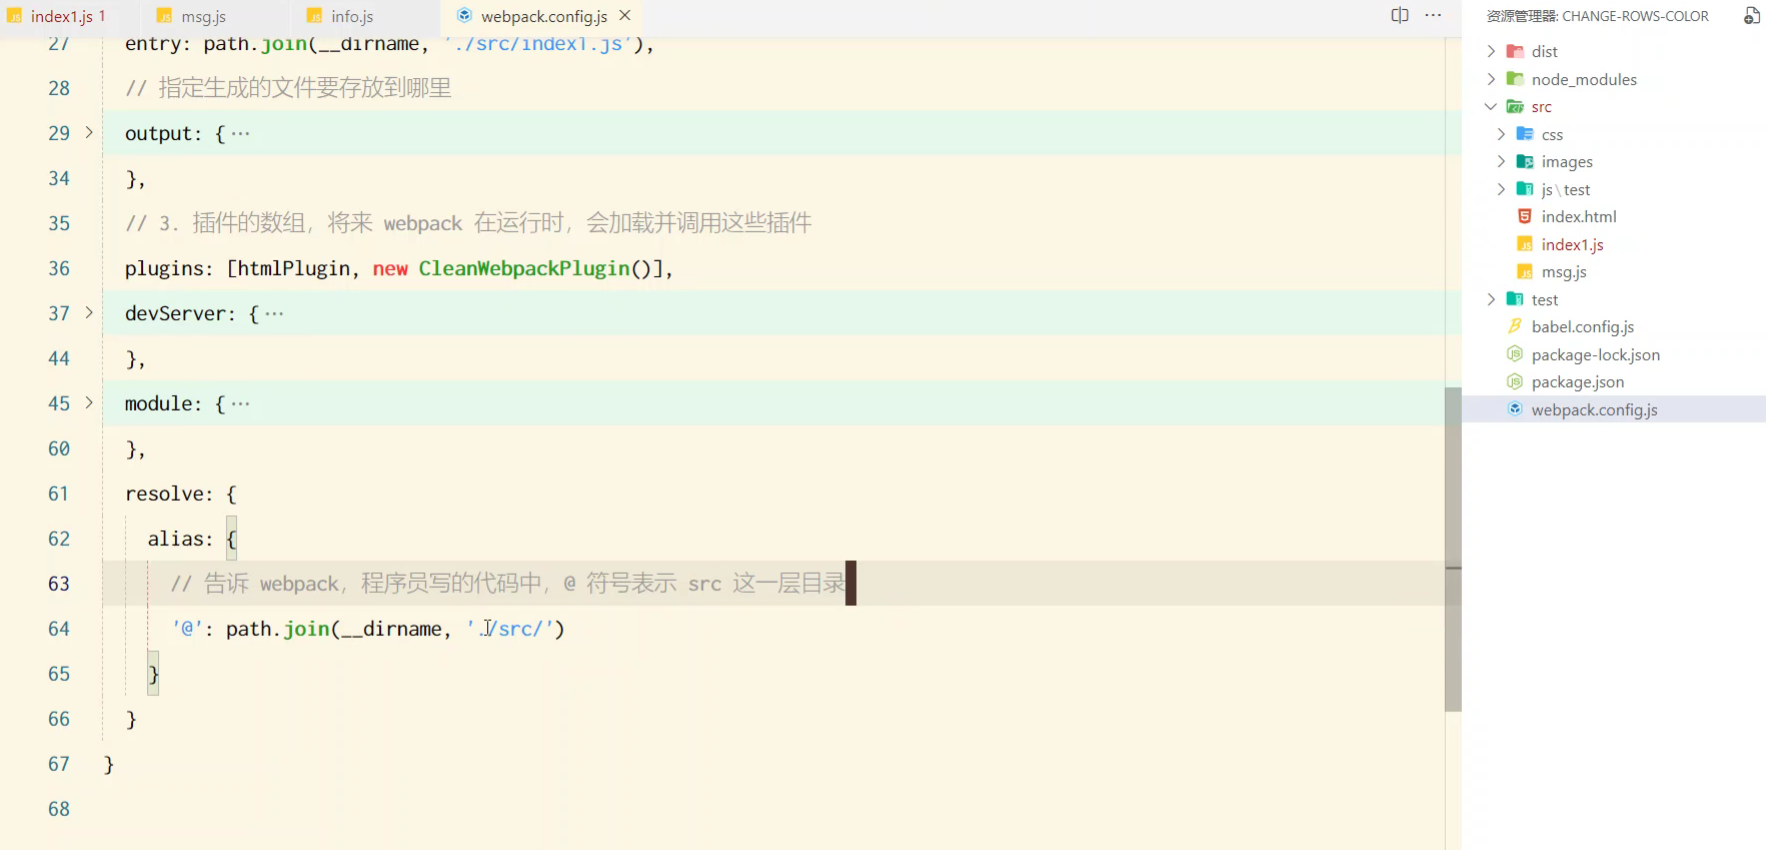 index1.js 1 msg.js info.js webpack.config.js
27 entry: path.join(__dirname, './src/index1.js'),
28 // 指定生成的文件要存放到哪里
29 output: {···
34 },
35 // 3. 插件的数组，将来 webpack 在运行时，会加载并调用这些插件
36 plugins: [htmlPlugin, new CleanWebpackPlugin()],
37 devServer: {···
44 },
45 module: {···
60 },
61 resolve: {
62 alias: {
63 // 告诉 webpack，程序员写的代码中，@ 符号表示 src 这一层目录
64 '@': path.join(__dirname, './src/')
65 }
66 }
67 }
68
资源管理器: CHANGE-ROWS-COLOR
dist
node_modules
src
css
images
js\test
index.html
index1.js
msg.js
test
babel.config.js
package-lock.json
package.json
webpack.config.js